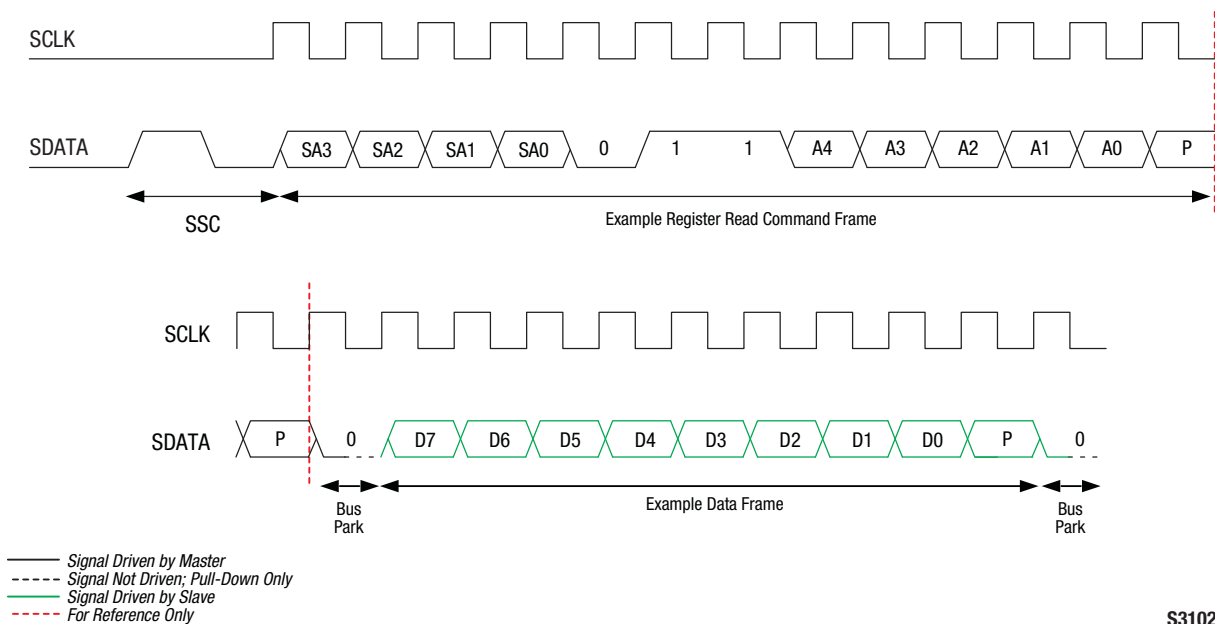 SCLK
SDATA SA3 SA2 SA1 SA0 0 1 1 A4 A3 A2 A1 A0 P
SSC
Example Register Read Command Frame
SCLK
SDATA P 0 D7 D6 D5 D4 D3 D2 D1 D0 P 0
Bus Park
Example Data Frame
Bus Park
Signal Driven by Master
Signal Not Driven; Pull-Down Only
Signal Driven by Slave
For Reference Only
S3102